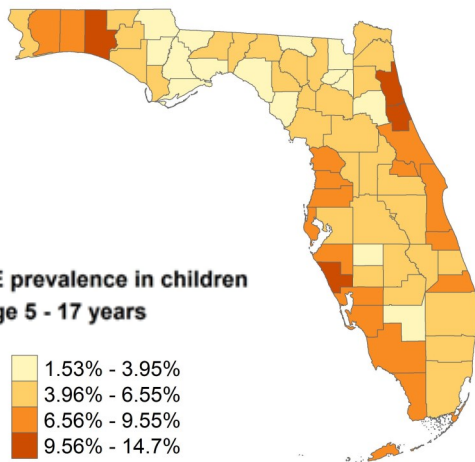 E prevalence in children
ge 5 - 17 years
1.53% - 3.95%
3.96% - 6.55%
6.56% - 9.55%
9.56% - 14.7%